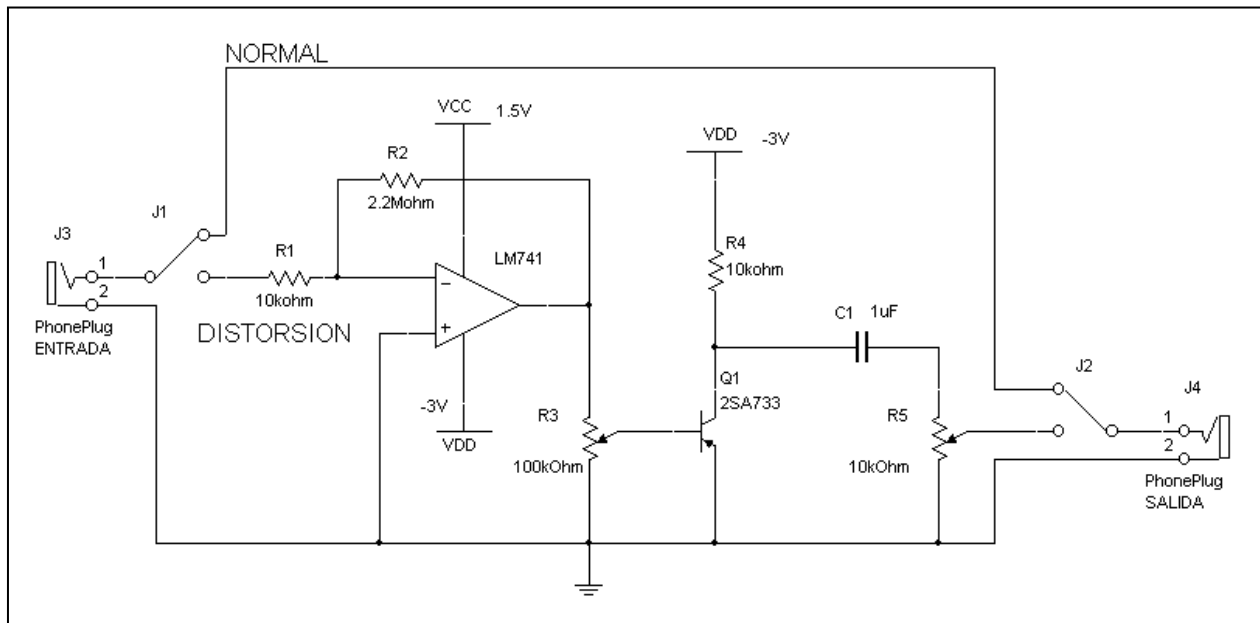 NORMAL
VCC 1.5V
VDD -3V
R2
2.2Mohm
J1
J3
R1
LM741
R4
10kohm
1
2
10kohm
C1 1uF
PhonePlug
ENTRADA
DISTORSION
J2
J4
Q1
2SA733
-3V
VDD
R3
100kOhm
R5
10kOhm
1
2
PhonePlug
SALIDA